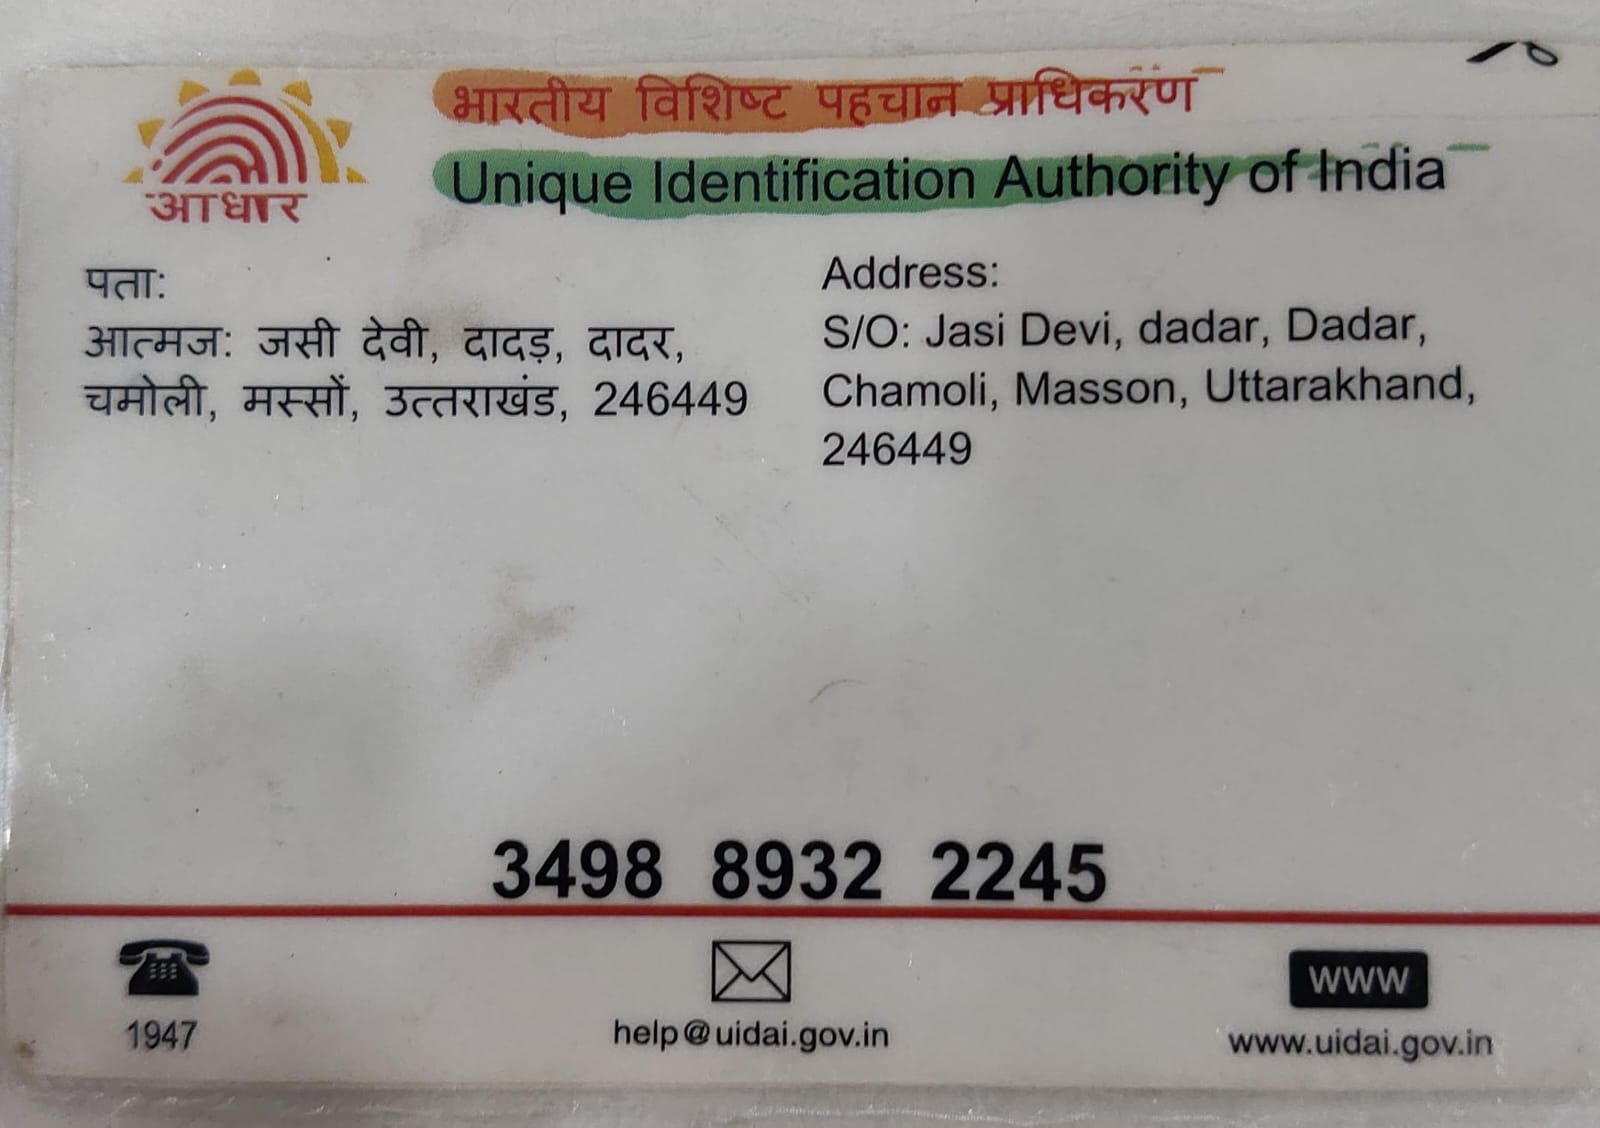 भारतीय विशिष्ट पहचान प्राधिकरण
Unique Identification Authority of India
आधार
पता:
आत्मज: जसी देवी, दादड़, दादर,
चमोली, मस्सों, उत्तराखंड, 246449
Address:
S/O: Jasi Devi, dadar, Dadar,
Chamoli, Masson, Uttarakhand,
246449
3498 8932 2245
1947
help@uidai.gov.in
www
www.uidai.gov.in